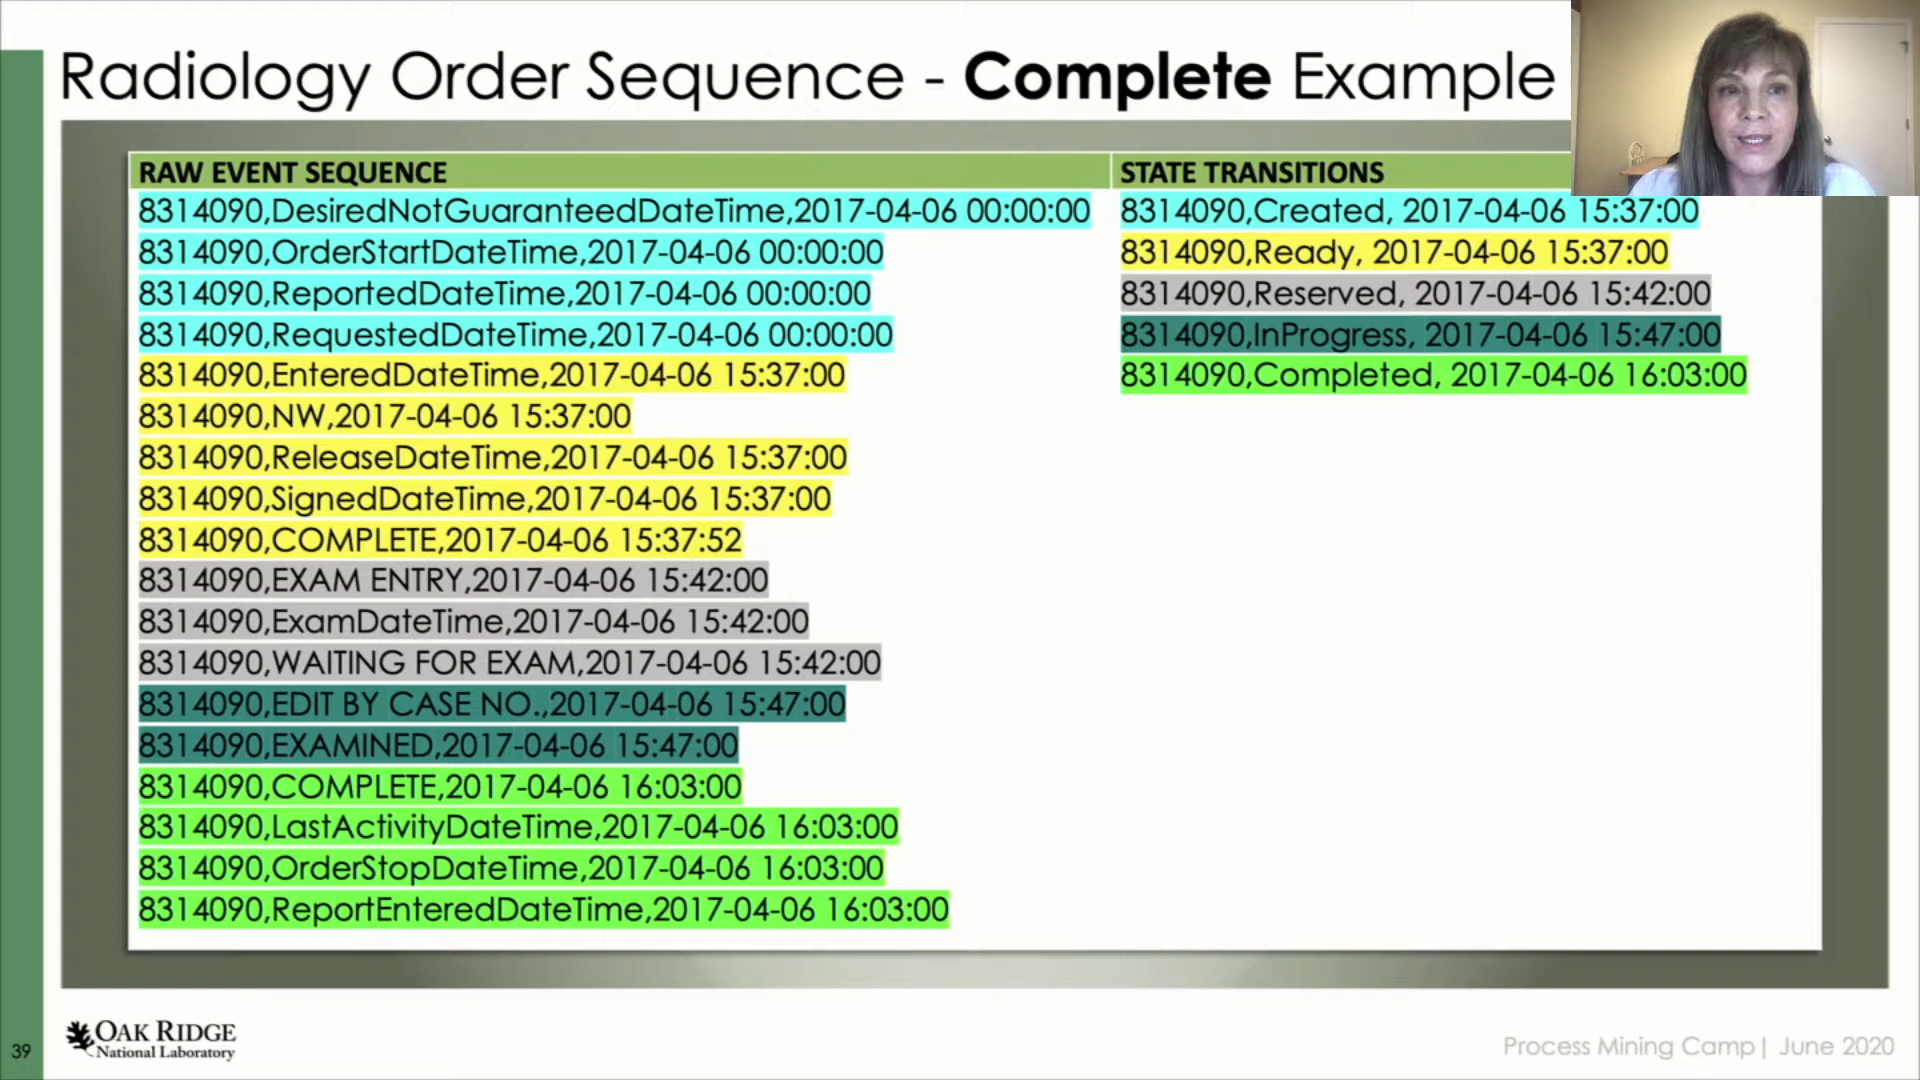 Radiology Order Sequence - Complete Example
RAW EVENT SEQUENCE
8314090,DesiredNotGuaranteedDateTime,2017-04-06 00:00:00
8314090,OrderStartDateTime,2017-04-06 00:00:00
8314090,ReportedDateTime,2017-04-06 00:00:00
8314090,RequestedDateTime,2017-04-06 00:00:00
8314090,EnteredDateTime,2017-04-06 15:37:00
8314090,NW,2017-04-06 15:37:00
8314090,ReleaseDateTime,2017-04-06 15:37:00
8314090,SignedDateTime,2017-04-06 15:37:00
8314090,COMPLETE,2017-04-06 15:37:52
8314090,EXAM ENTRY,2017-04-06 15:42:00
8314090,ExamDateTime,2017-04-06 15:42:00
8314090,WAITING FOR EXAM,2017-04-06 15:42:00
8314090,EDIT BY CASE NO.,2017-04-06 15:47:00
8314090,EXAMINED,2017-04-06 15:47:00
8314090,COMPLETE,2017-04-06 16:03:00
8314090,LastActivityDateTime,2017-04-06 16:03:00
8314090,OrderStopDateTime,2017-04-06 16:03:00
8314090,ReportEnteredDateTime,2017-04-06 16:03:00
STATE TRANSITIONS
8314090,Created, 2017-04-06 15:37:00
8314090,Ready, 2017-04-06 15:37:00
8314090,Reserved, 2017-04-06 15:42:00
8314090,InProgress, 2017-04-06 15:47:00
8314090,Completed, 2017-04-06 16:03:00
39
OAK RIDGE
National Laboratory
Process Mining Camp| June 2020